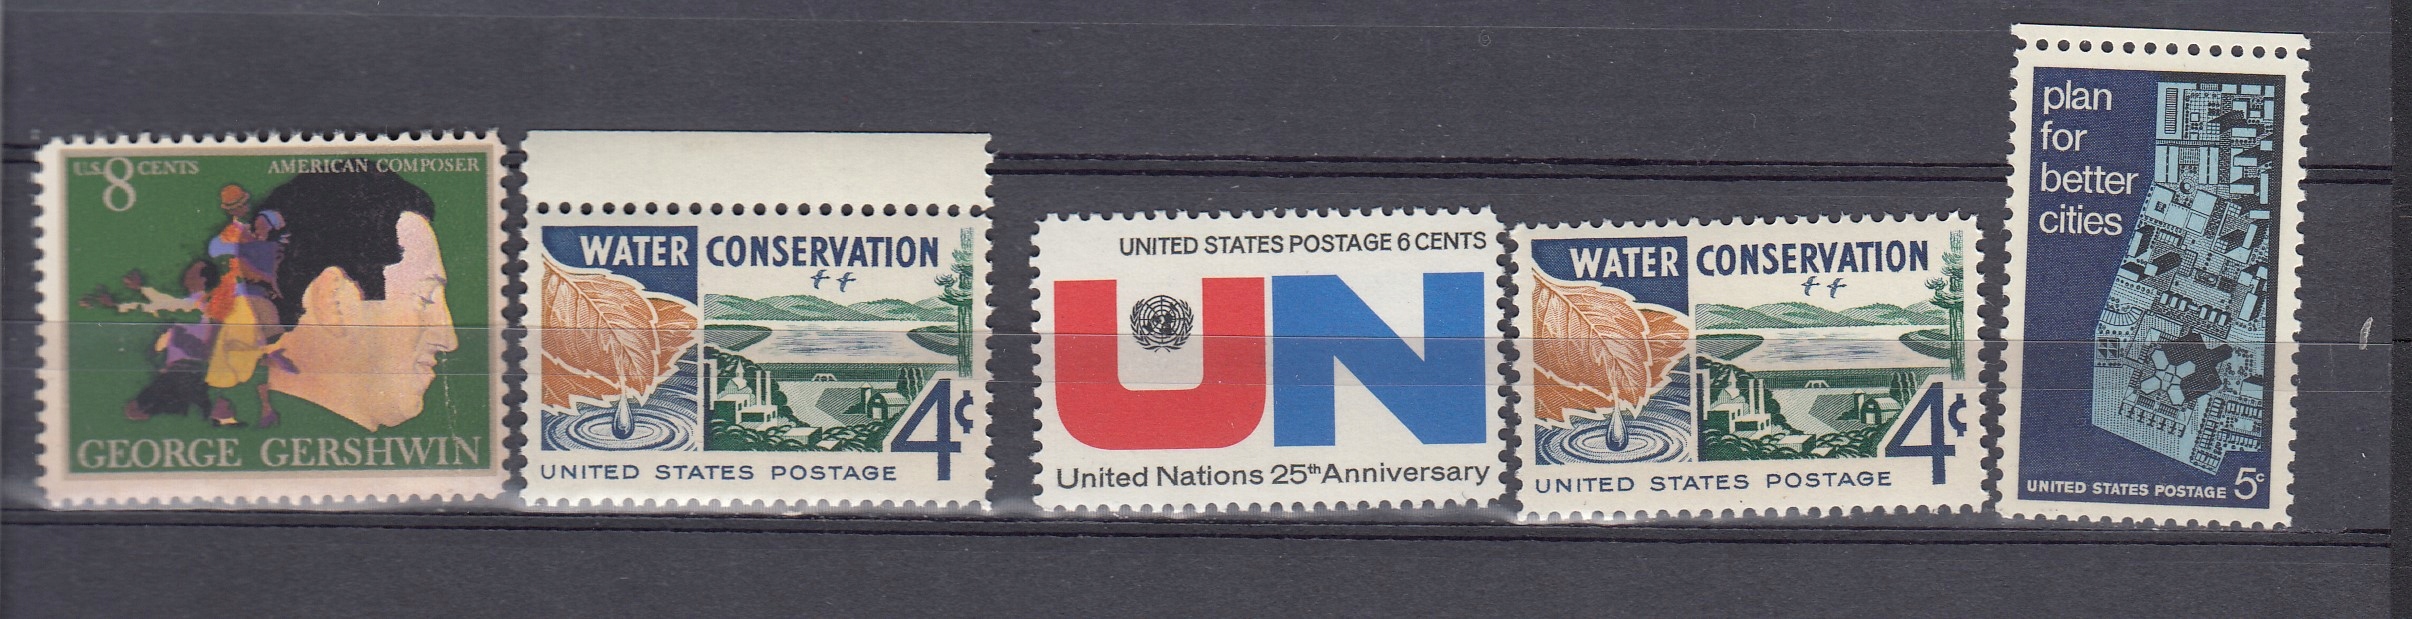 U.S. 8 CENTS
AMERICAN COMPOSER
GEORGE GERSHWIN
WATER CONSERVATION
4¢
UNITED STATES POSTAGE
UNITED STATES POSTAGE 6 CENTS
UN
United Nations 25th Anniversary
WATER CONSERVATION
4¢
UNITED STATES POSTAGE
plan
for
better
cities
UNITED STATES POSTAGE 5c